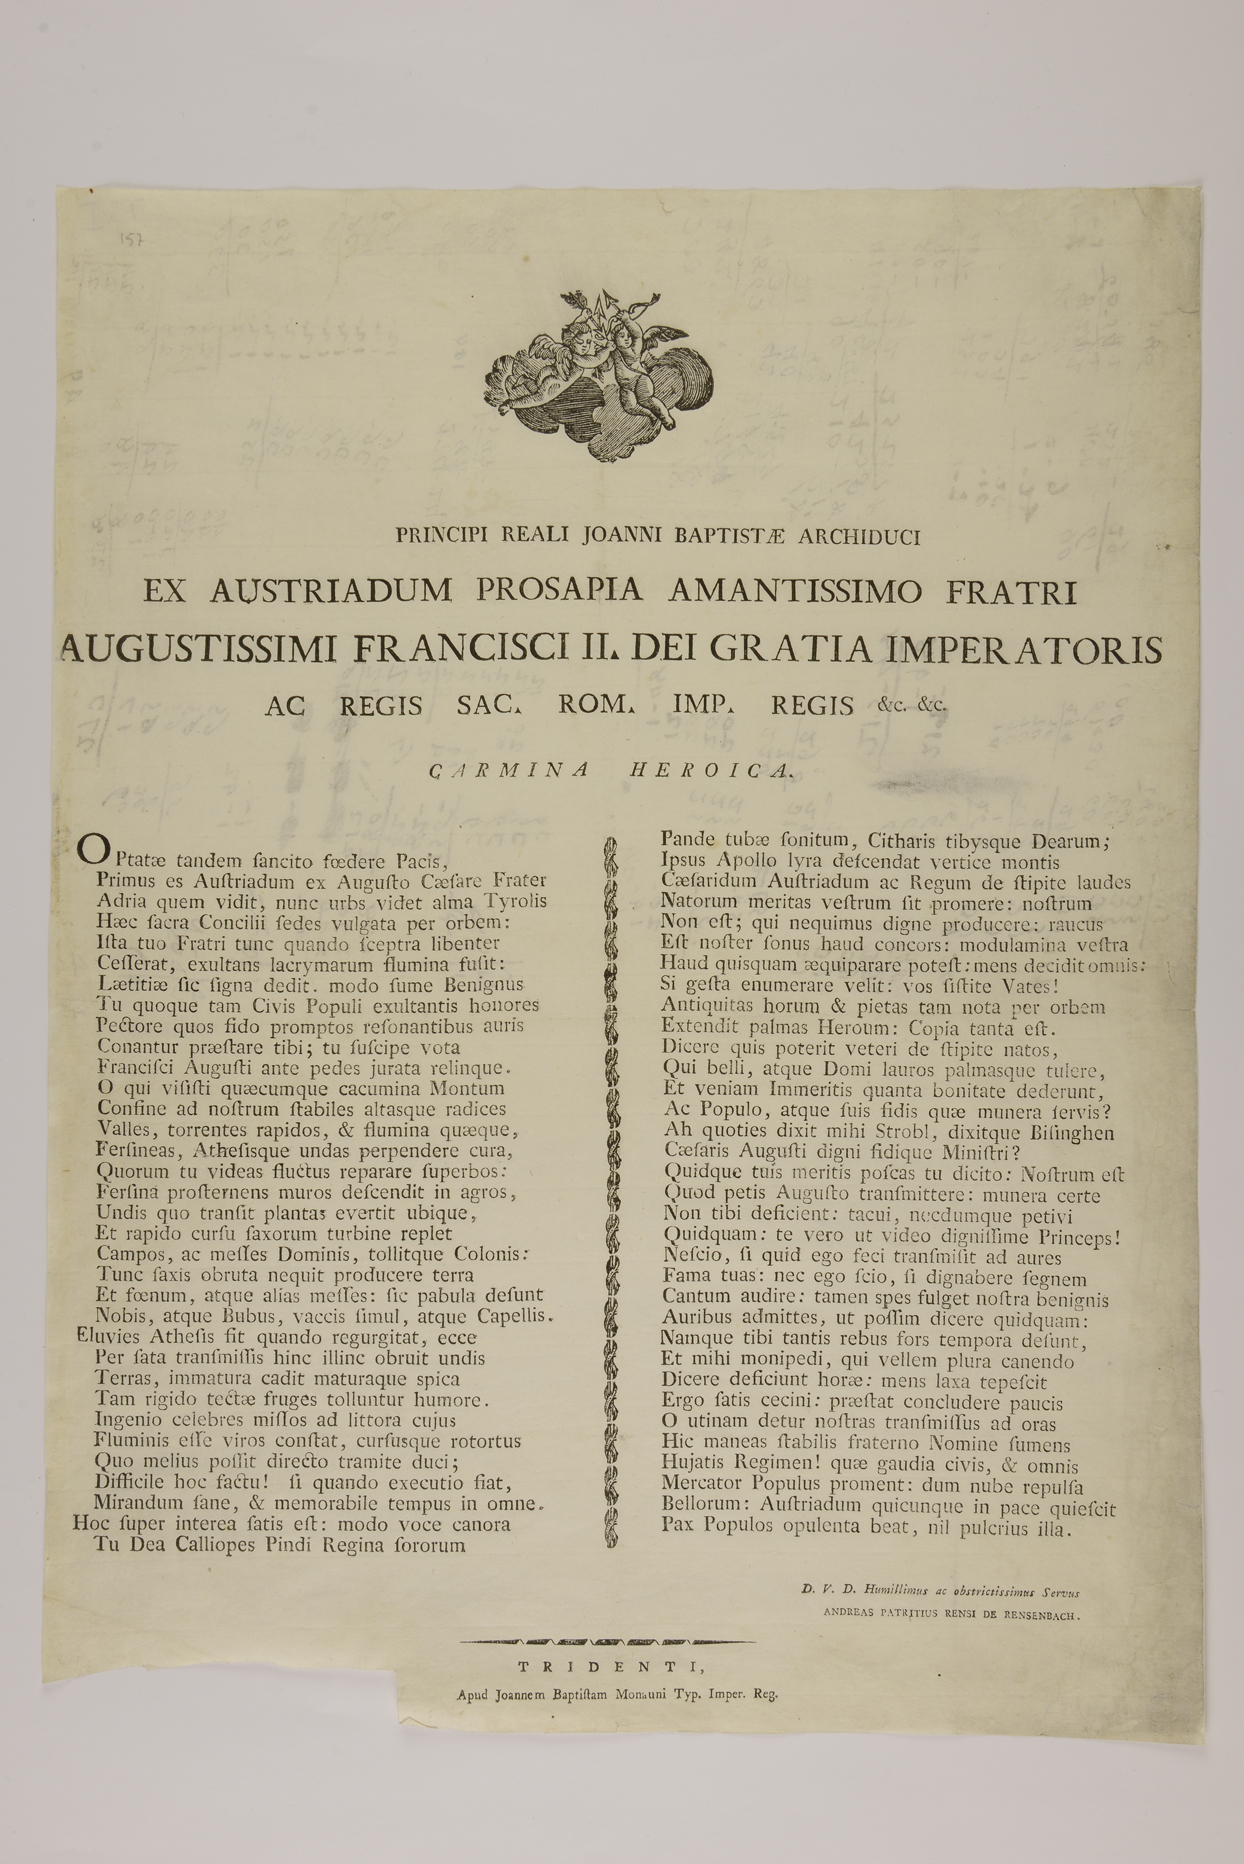 157
PRINCIPI REALI JOANNI BAPTISTÆ ARCHIDUCI
EX AUSTRIADUM PROSAPIA AMANTISSIMO FRATRI
AUGUSTISSIMI FRANCISCI II. DEI GRATIA IMPERATORIS
AC REGIS SAC. ROM. IMP. REGIS &c. &c.
CARMINA HEROICA.
OPtatæ tandem ſancito fœdere Pacis,
Primus es Auſtriadum ex Auguſto Cæſare Frater
Adria quem vidit, nunc urbs videt alma Tyrolis
Hæc ſacra Concilii ſedes vulgata per orbem:
Iſta tuo Fratri tunc quando ſceptra libenter
Ceſſerat, exultans lacrymarum flumina fuſit:
Lætitiæ ſic ſigna dedit. modo ſume Benignus
Tu quoque tam Civis Populi exultantis honores
Pectore quos fido promptos reſonantibus auris
Conantur præſtare tibi; tu ſuſcipe vota
Franciſci Auguſti ante pedes jurata relinque.
O qui viſiſti quæcumque cacumina Montum
Confine ad noſtrum ſtabiles altasque radices
Valles, torrentes rapidos, & flumina quæque,
Ferſineas, Atheſisque undas perpendere cura,
Quorum tu videas fluctus reparare ſuperbos:
Ferſina proſternens muros deſcendit in agros,
Undis quo tranſit plantas evertit ubique,
Et rapido curſu ſaxorum turbine replet
Campos, ac meſſes Dominis, tollitque Colonis:
Tunc ſaxis obruta nequit producere terra
Et fœnum, atque alias meſſes: ſic pabula deſunt
Nobis, atque Bubus, vaccis ſimul, atque Capellis.
Eluvies Atheſis fit quando regurgitat, ecce
Per ſata tranſmiſſis hinc illinc obruit undis
Terras, immatura cadit maturaque spica
Tam rigido tectæ fruges tolluntur humore.
Ingenio celebres miſſos ad littora cujus
Fluminis eſſe viros conſtat, curſusque rotortus
Quo melius poſſit directo tramite duci;
Difficile hoc factu! ſi quando executio fiat,
Mirandum ſane, & memorabile tempus in omne.
Hoc ſuper interea ſatis eſt: modo voce canora
Tu Dea Calliopes Pindi Regina ſororum
Pande tubæ ſonitum, Citharis tibysque Dearum;
Ipsus Apollo lyra deſcendat vertice montis
Cæſaridum Auſtriadum ac Regum de ſtipite laudes
Natorum meritas veſtrum ſit promere: noſtrum
Non eſt; qui nequimus digne producere: raucus
Eſt noſter ſonus haud concors: modulamina veſtra
Haud quisquam æquiparare poteſt: mens decidit omnis:
Si geſta enumerare velit: vos ſiſtite Vates!
Antiquitas horum & pietas tam nota per orbem
Extendit palmas Heroum: Copia tanta eſt.
Dicere quis poterit veteri de ſtipite natos,
Qui belli, atque Domi lauros palmasque tulere,
Et veniam Immeritis quanta bonitate dederunt,
Ac Populo, atque ſuis fidis quæ munera ſervis?
Ah quoties dixit mihi Strobl, dixitque Biſinghen
Cæſaris Auguſti digni fidique Miniſtri?
Quidque tuis meritis poſcas tu dicito: Noſtrum eſt
Quod petis Auguſto tranſmittere: munera certe
Non tibi deficient: tacui, necdumque petivi
Quidquam: te vero ut video digniſſime Princeps!
Neſcio, ſi quid ego feci tranſmiſit ad aures
Fama tuas: nec ego ſcio, ſi dignabere ſegnem
Cantum audire: tamen spes fulget noſtra benignis
Auribus admittes, ut poſſim dicere quidquam:
Namque tibi tantis rebus fors tempora deſunt,
Et mihi monipedi, qui vellem plura canendo
Dicere deficiunt horæ: mens laxa tepeſcit
Ergo ſatis cecini: præſtat concludere paucis
O utinam detur noſtras tranſmiſſus ad oras
Hic maneas ſtabilis fraterno Nomine ſumens
Hujatis Regimen! quæ gaudia civis, & omnis
Mercator Populus proment: dum nube repulſa
Bellorum: Auſtriadum quicunque in pace quieſcit
Pax Populos opulenta beat, nil pulcrius illa.
D. V. D. Humillimus ac obstrictissimus Servus
ANDREAS PATRITIUS RENSI DE RENSENBACH.
TRIDENTI,
Apud Joannem Baptiſtam Monauni Typ. Imper. Reg.